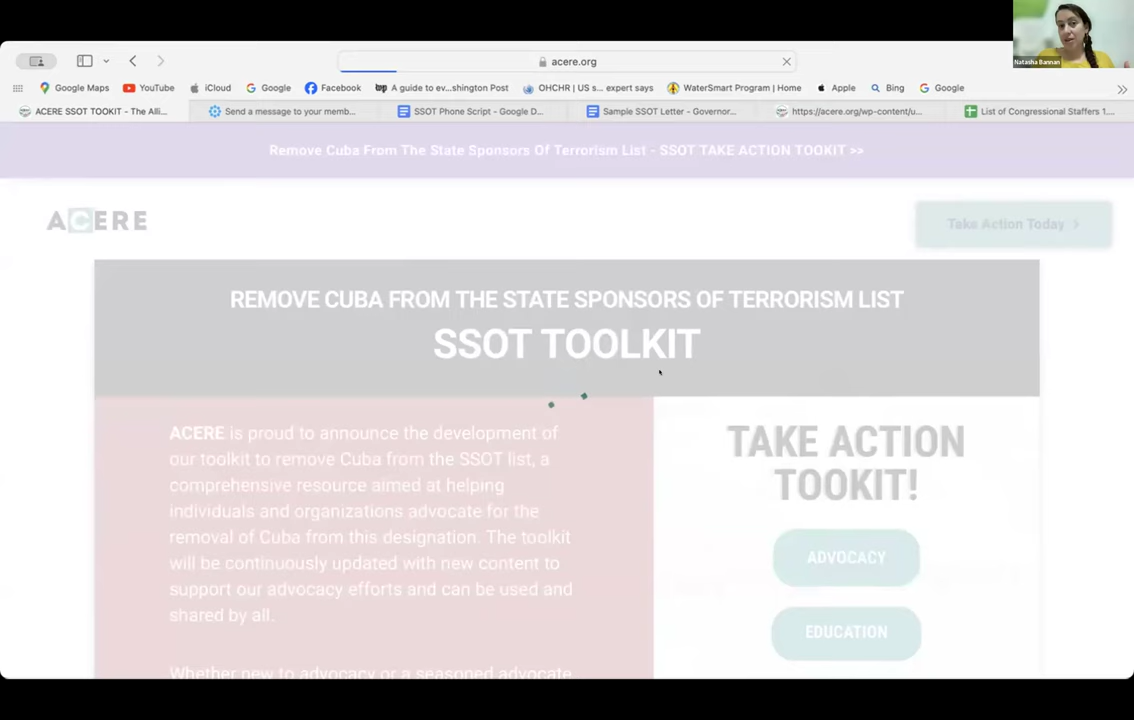 Natasha Bannan
acere.org
Google Maps
YouTube
iCloud
Google
Facebook
A guide to ev...shington Post
OHCHR | US s... expert says
WaterSmart Program | Home
Apple
Bing
Google
ACERE SSOT TOOKIT - The Alli...
Send a message to your memb...
SSOT Phone Script - Google D...
Sample SSOT Letter - Governor...
https://acere.org/wp-content/u...
List of Congressional Staffers 1....
Remove Cuba From The State Sponsors Of Terrorism List - SSOT TAKE ACTION TOOKIT >>
ACERE
Take Action Today >
REMOVE CUBA FROM THE STATE SPONSORS OF TERRORISM LIST
SSOT TOOLKIT
ACERE is proud to announce the development of
our toolkit to remove Cuba from the SSOT list, a
comprehensive resource aimed at helping
individuals and organizations advocate for the
removal of Cuba from this designation. The toolkit
will be continuously updated with new content to
support our advocacy efforts and can be used and
shared by all.
Whether new to advocacy or a seasoned advocate
TAKE ACTION
TOOKIT!
ADVOCACY
EDUCATION